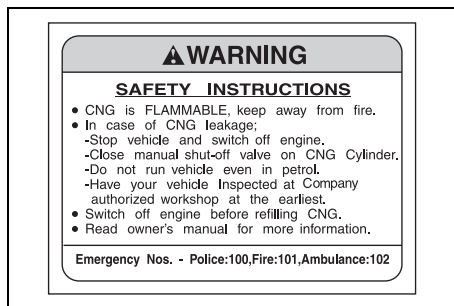 WARNING
SAFETY INSTRUCTIONS
• CNG is FLAMMABLE, keep away from fire.
• In case of CNG leakage;
-Stop vehicle and switch off engine.
-Close manual shut-off valve on CNG Cylinder.
-Do not run vehicle even in petrol.
-Have your vehicle Inspected at Company
authorized workshop at the earliest.
• Switch off engine before refilling CNG.
• Read owner's manual for more information.
Emergency Nos. - Police:100,Fire:101,Ambulance:102